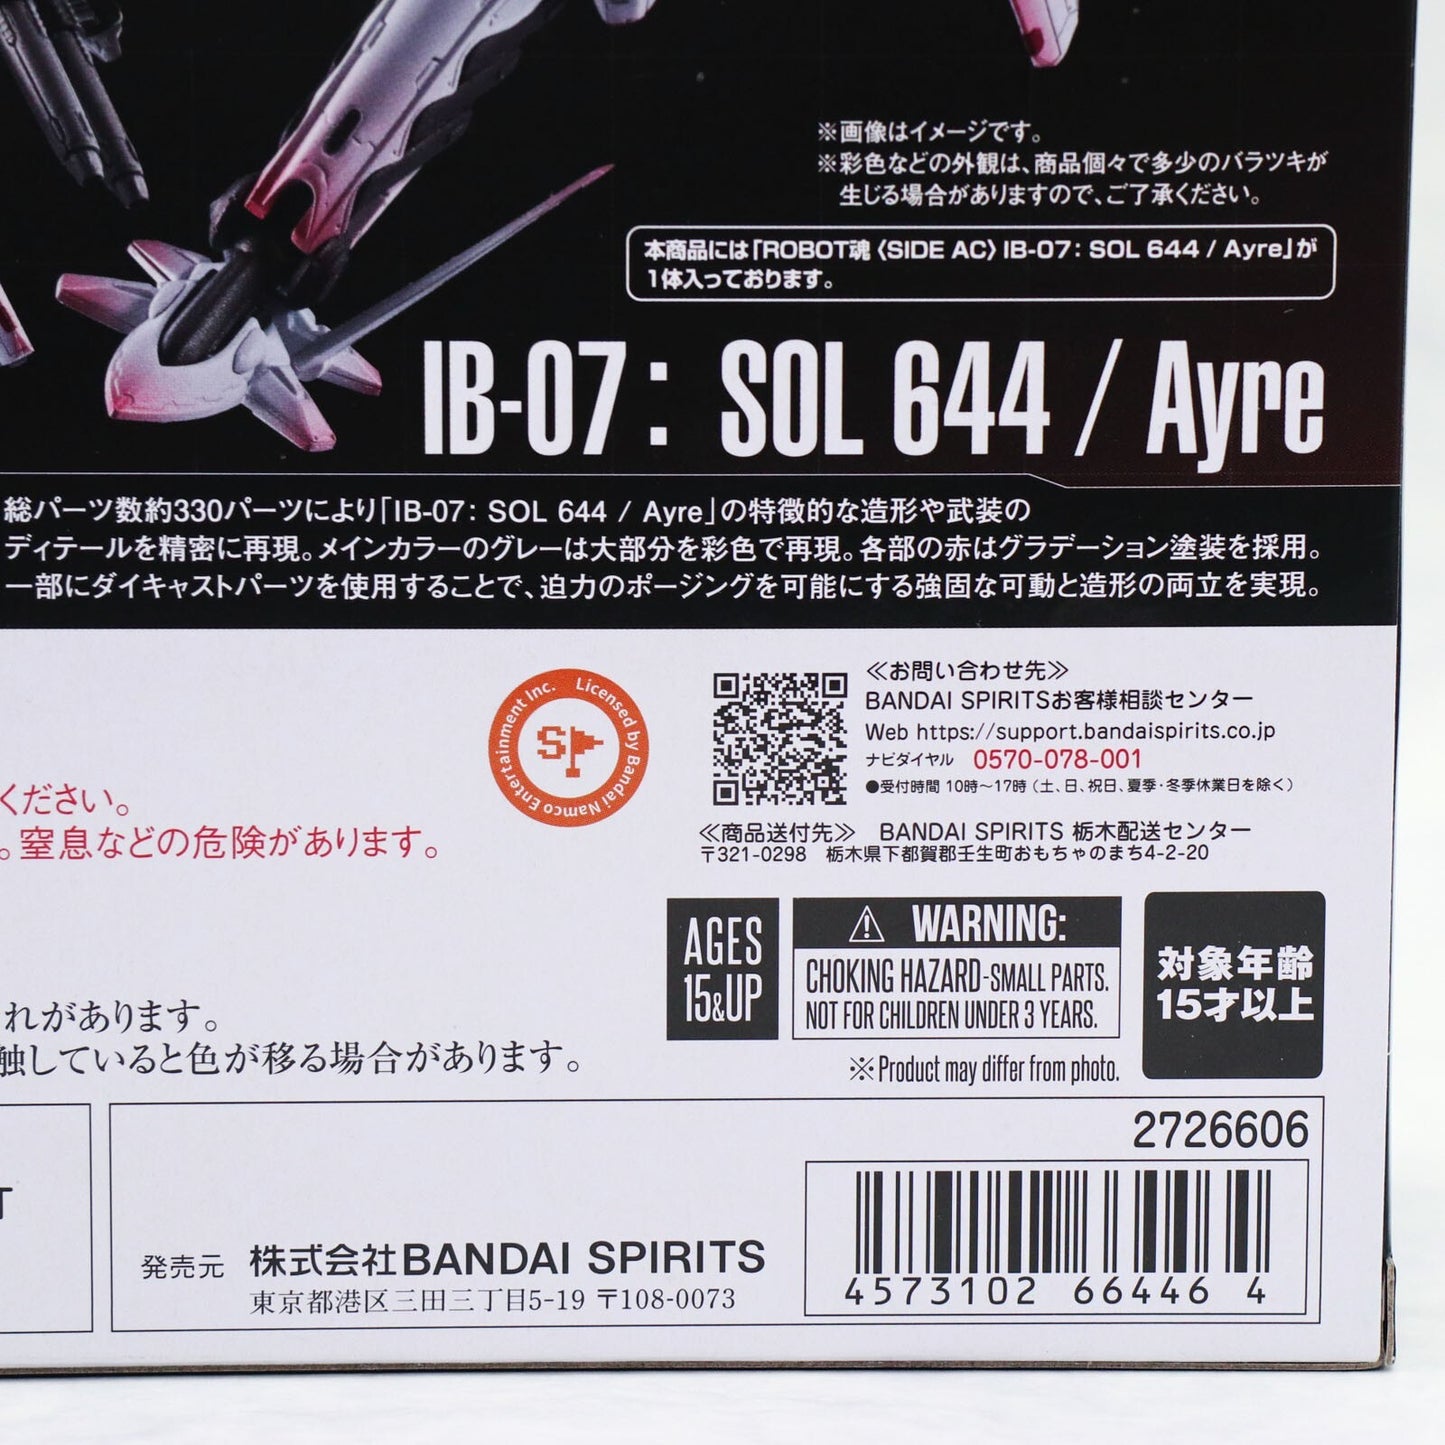 ※画像はイメージです。
※彩色などの外観は、商品個々で多少のバラツキが
生じる場合がありますので、ご了承ください。
本商品には「ROBOT魂〈SIDE AC〉IB-07: SOL 644 / Ayre」が
1体入っております。
IB-07: SOL 644 / Ayre
総パーツ数約330パーツにより「IB-07: SOL 644 / Ayre」の特徴的な造形や武装の
ディテールを精密に再現。メインカラーのグレーは大部分を彩色で再現。各部の赤はグラデーション塗装を採用。
一部にダイキャストパーツを使用することで、迫力のポージングを可能にする強固な可動と造形の両立を実現。
Licensed by Bandai Namco Entertainment Inc.
SP
≪お問い合わせ先≫
BANDAI SPIRITSお客様相談センター
Web https://support.bandaispirits.co.jp
ナビダイヤル 0570-078-001
●受付時間 10時～17時（土、日、祝日、夏季・冬季休業日を除く）
≪商品送付先≫ BANDAI SPIRITS 栃木配送センター
〒321-0298 栃木県下都賀郡壬生町おもちゃのまち4-2-20
ください。
。窒息などの危険があります。
AGES
15&UP
⚠ WARNING:
CHOKING HAZARD-SMALL PARTS.
NOT FOR CHILDREN UNDER 3 YEARS.
対象年齢
15才以上
※Product may differ from photo.
れがあります。
触していると色が移る場合があります。
T
2726606
発売元 株式会社BANDAI SPIRITS
東京都港区三田三丁目5-19 〒108-0073
4573102 66446 4